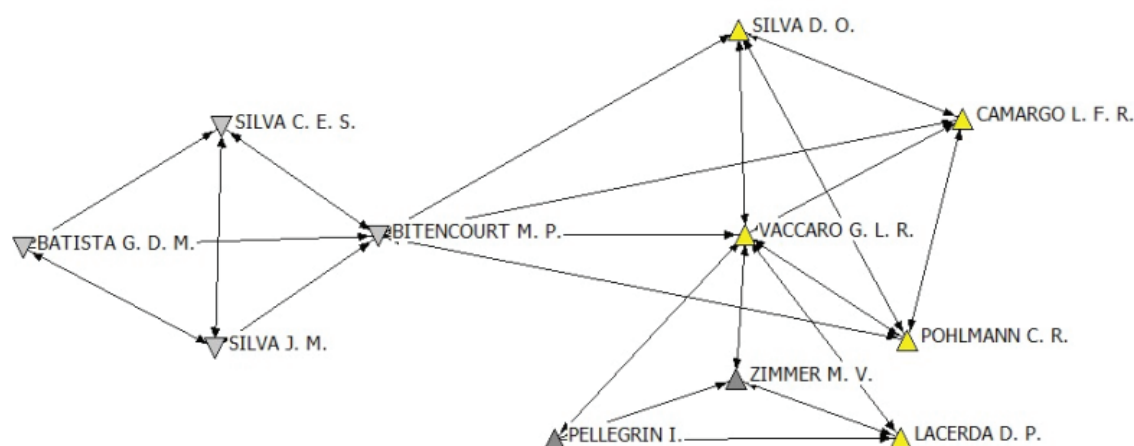 SILVA D. O.
CAMARGO L. F. R.
SILVA C. E. S.
BATISTA G. D. M.
BITENCOURT M. P.
VACCARO G. L. R.
SILVA J. M.
POHLMANN C. R.
ZIMMER M. V.
PELLEGRIN I.
LACERDA D. P.